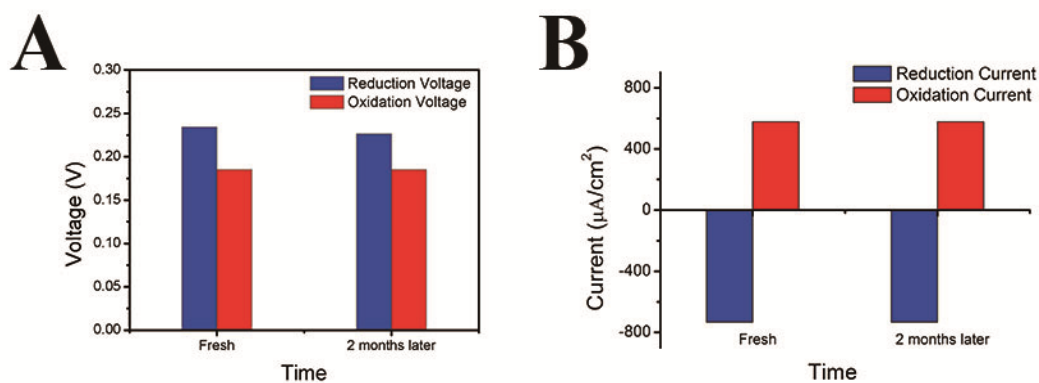 A
Voltage (V)
0.30
0.25
0.20
0.15
0.10
0.05
0.00
Reduction Voltage
Oxidation Voltage
Fresh
2 months later
Time
B
Current (μA/cm²)
800
400
0
-400
-800
Reduction Current
Oxidation Current
Fresh
2 months later
Time